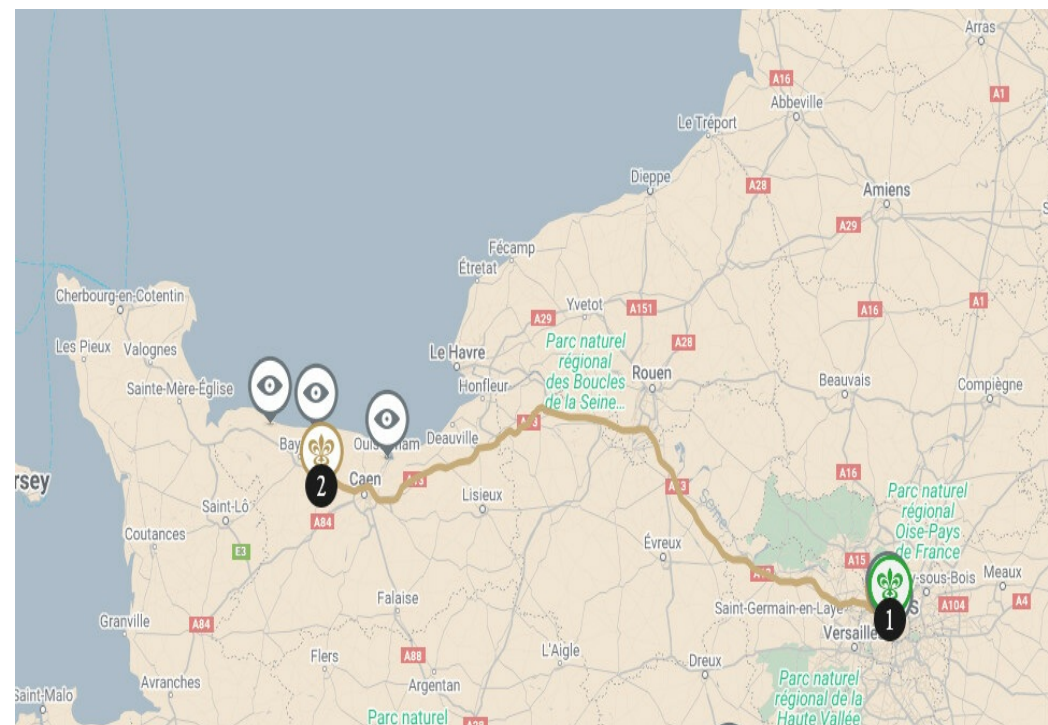 Arras
A16
A1
Abbeville
Le Tréport
Dieppe
A28
Amiens
A29
Fécamp
Étretat
Cherbourg-en-Cotentin
Yvetot
A151
A16
A1
A29
Les Pieux
Valognes
Le Havre
Parc naturel
régional
des Boucles
de la Seine...
A28
Sainte-Mère-Église
Honfleur
Rouen
Beauvais
Compiègne
Deauville
rsey
2
Caen
Lisieux
A16
Parc naturel
régional
Oise-Pays
de France
Saint-Lô
A84
Seine
Coutances
E3
Évreux
A15
y-sous-Bois
Meaux
Falaise
Saint-Germain-en-Laye
S
A104
A4
1
Granville
A84
Versailles
Flers
A88
L'Aigle
Dreux
Argentan
Avranches
Saint-Malo
Parc naturel
A28
Parc naturel
régional de la
Haute Vallée